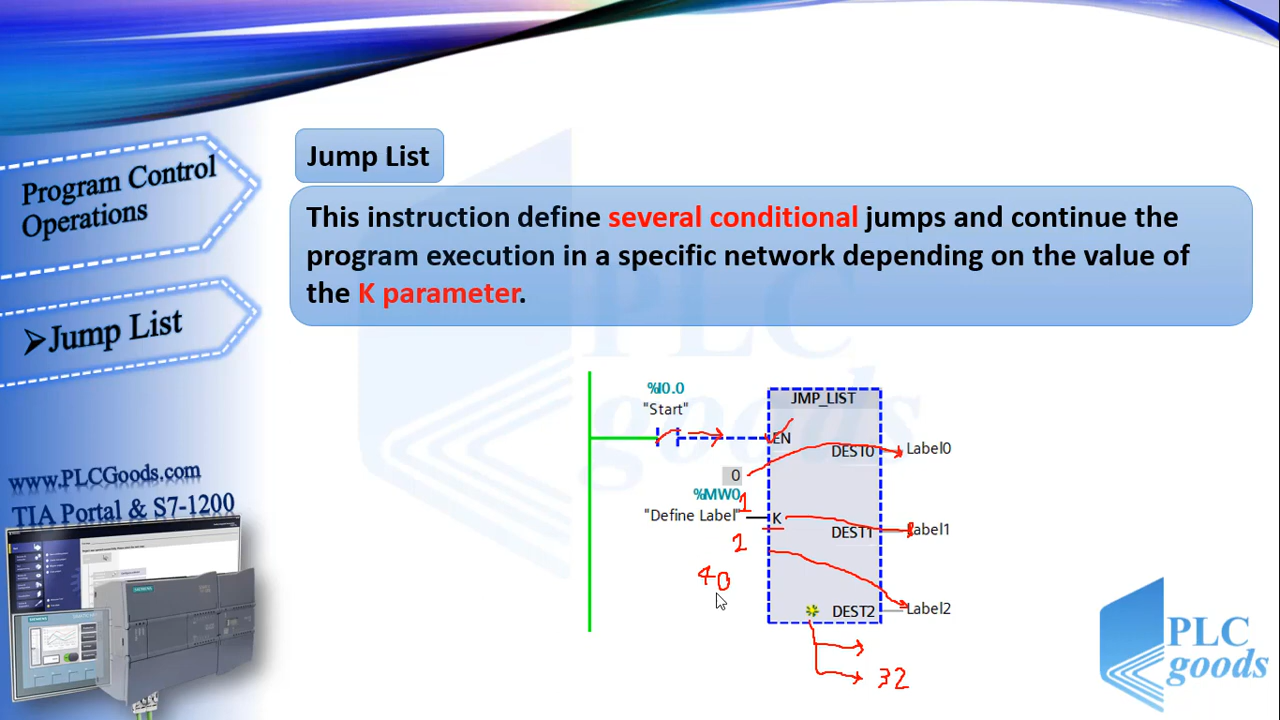 Program Control
Operations
Jump List
Jump List
This instruction define several conditional jumps and continue the
program execution in a specific network depending on the value of
the K parameter.
www.PLCGoods.com
TIA Portal & S7-1200
%I0.0
"Start"
JMP_LIST
EN
DEST0
Label0
0
%MW0
1
"Define Label"
K
DEST1
label1
2
40
DEST2
Label2
32
PLC
goods
PLC
goods